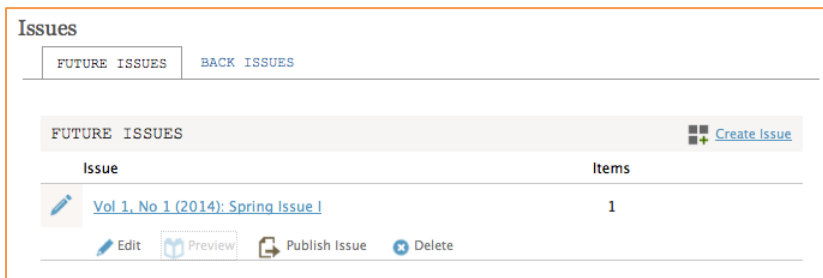 Issues
FUTURE ISSUES BACK ISSUES
FUTURE ISSUES Create Issue
Issue Items
Vol 1, No 1 (2014): Spring Issue I 1
Edit Preview Publish Issue Delete